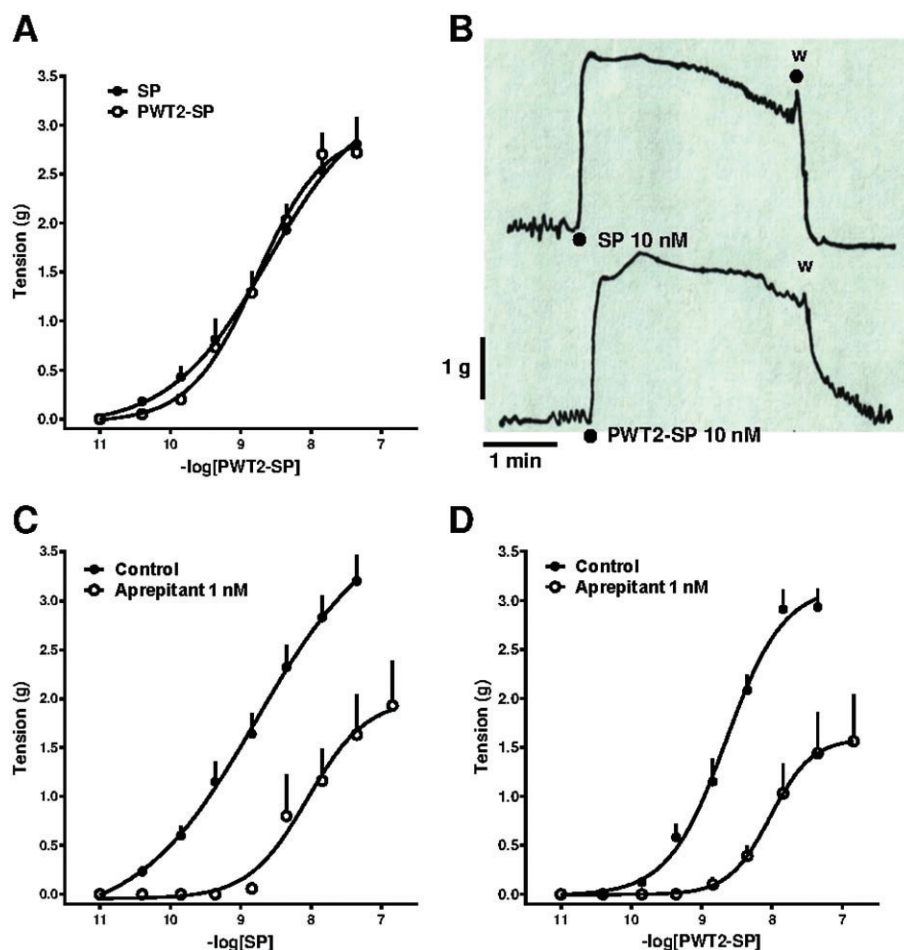 A
3.5
3.0
2.5
2.0
1.5
1.0
0.5
0.0
Tension (g)
SP
PWT2-SP
11 10 9 8 7
-log[PWT2-SP]
B
w
SP 10 nM
w
1 g
PWT2-SP 10 nM
1 min
C
3.5
3.0
2.5
2.0
1.5
1.0
0.5
0.0
Tension (g)
Control
Aprepitant 1 nM
11 10 9 8 7
-log[SP]
D
3.5
3.0
2.5
2.0
1.5
1.0
0.5
0.0
Tension (g)
Control
Aprepitant 1 nM
11 10 9 8 7
-log[PWT2-SP]